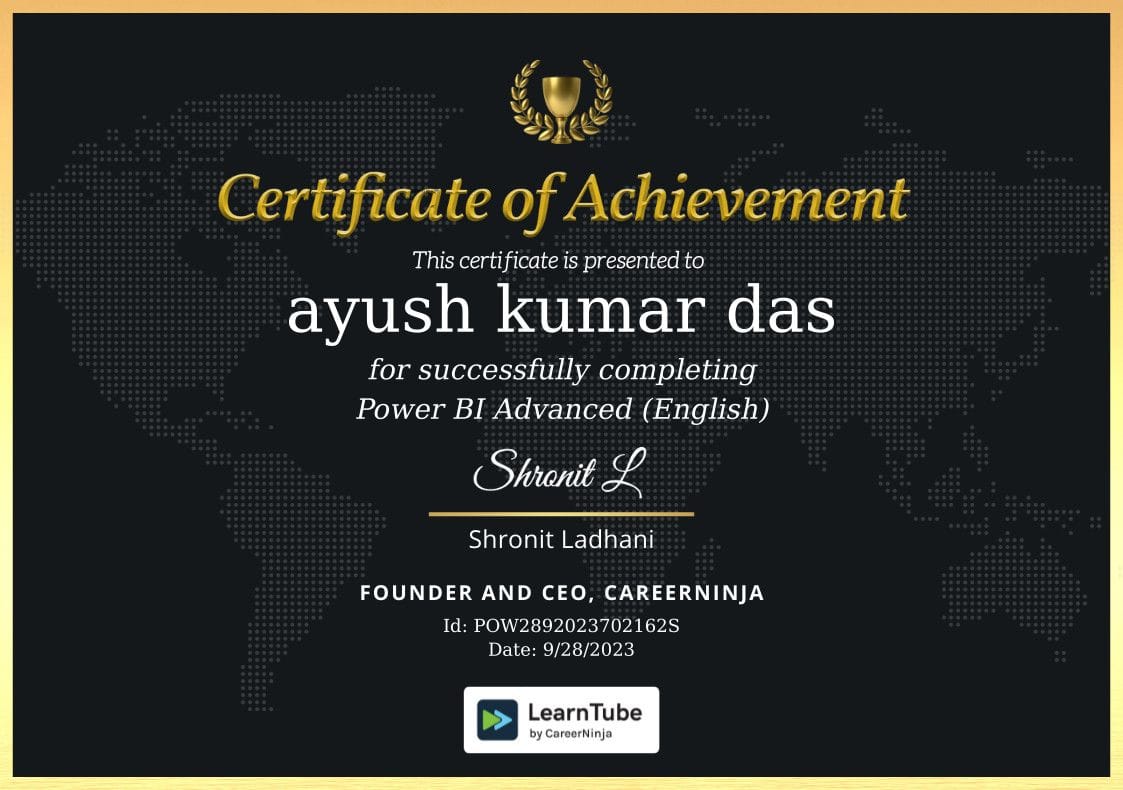 Certificate of Achievement
This certificate is presented to
ayush kumar das
for successfully completing
Power BI Advanced (English)
Shronit L
Shronit Ladhani
FOUNDER AND CEO, CAREERNINJA
Id: POW2892023702162S
Date: 9/28/2023
LearnTube
by CareerNinja